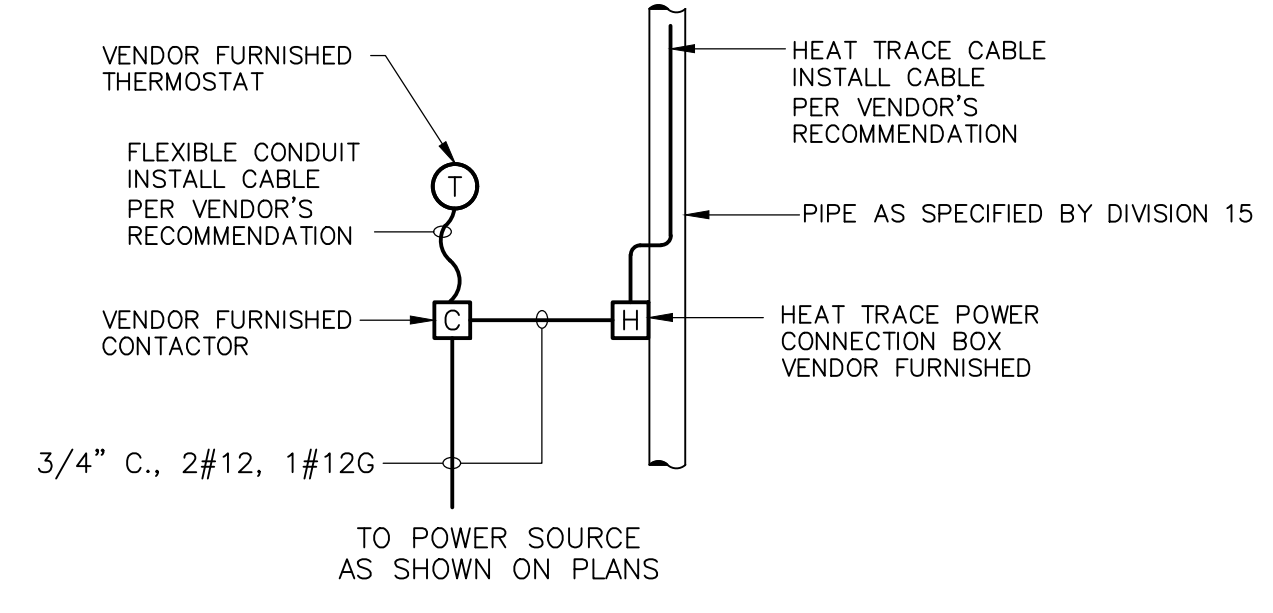 VENDOR FURNISHED
THERMOSTAT
FLEXIBLE CONDUIT
INSTALL CABLE
PER VENDOR'S
RECOMMENDATION
T
HEAT TRACE CABLE
INSTALL CABLE
PER VENDOR'S
RECOMMENDATION
PIPE AS SPECIFIED BY DIVISION 15
VENDOR FURNISHED
CONTACTOR
C
H
HEAT TRACE POWER
CONNECTION BOX
VENDOR FURNISHED
3/4” C., 2#12, 1#12G
TO POWER SOURCE
AS SHOWN ON PLANS